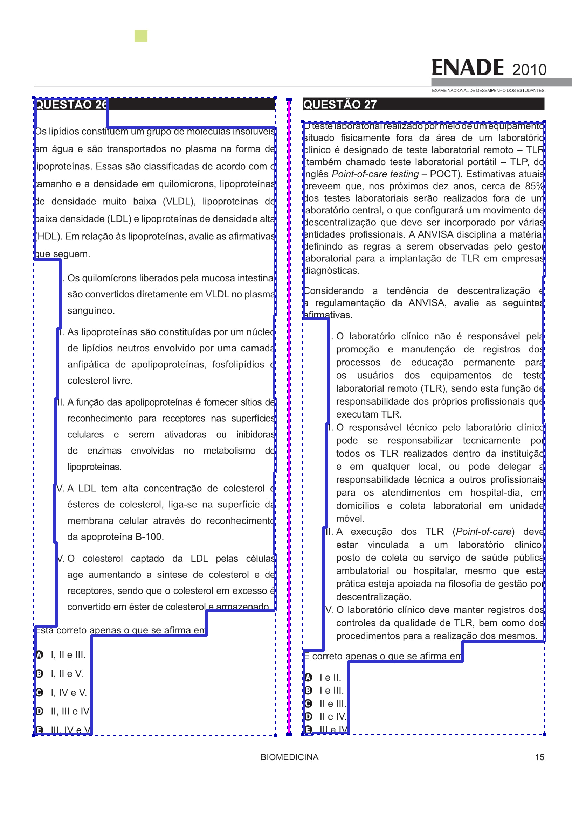 ENADE 2010
EXAME NACIONAL DE DESEMPENHO DOS ESTUDANTES
QUESTÃO 26
Os lipídios constituem um grupo de moléculas insolúveis
em água e são transportados no plasma na forma de
lipoproteínas. Essas são classificadas de acordo com o
tamanho e a densidade em quilomícrons, lipoproteínas
de densidade muito baixa (VLDL), lipoproteínas de
baixa densidade (LDL) e lipoproteínas de densidade alta
(HDL). Em relação às lipoproteínas, avalie as afirmativas
que seguem.
I. Os quilomícrons liberados pela mucosa intestinal
são convertidos diretamente em VLDL no plasma
sanguíneo.
II. As lipoproteínas são constituídas por um núcleo
de lipídios neutros envolvido por uma camada
anfipática de apolipoproteínas, fosfolipídios e
colesterol livre.
III. A função das apolipoproteínas é fornecer sítios de
reconhecimento para receptores nas superfícies
celulares e serem ativadoras ou inibidoras
de enzimas envolvidas no metabolismo de
lipoproteínas.
IV. A LDL tem alta concentração de colesterol e
ésteres de colesterol, liga-se na superfície da
membrana celular através do reconhecimento
da apoproteína B-100.
V. O colesterol captado da LDL pelas células
age aumentando a síntese de colesterol e de
receptores, sendo que o colesterol em excesso é
convertido em éster de colesterol e armazenado.
Está correto apenas o que se afirma em
A I, II e III.
B I, II e V.
C I, IV e V.
D II, III e IV.
E III, IV e V.
QUESTÃO 27
O teste laboratorial realizado por meio de um equipamento
situado fisicamente fora da área de um laboratório
clínico é designado de teste laboratorial remoto – TLR
(também chamado teste laboratorial portátil – TLP, do
inglês Point-of-care testing – POCT). Estimativas atuais
preveem que, nos próximos dez anos, cerca de 85%
dos testes laboratoriais serão realizados fora de um
laboratório central, o que configurará um movimento de
descentralização que deve ser incorporado por várias
entidades profissionais. A ANVISA disciplina a matéria,
definindo as regras a serem observadas pelo gestor
laboratorial para a implantação de TLR em empresas
diagnósticas.
Considerando a tendência de descentralização e
a regulamentação da ANVISA, avalie as seguintes
afirmativas.
I. O laboratório clínico não é responsável pela
promoção e manutenção de registros dos
processos de educação permanente para
os usuários dos equipamentos de teste
laboratorial remoto (TLR), sendo esta função de
responsabilidade dos próprios profissionais que
executam TLR.
II. O responsável técnico pelo laboratório clínico
pode se responsabilizar tecnicamente por
todos os TLR realizados dentro da instituição
e em qualquer local, ou pode delegar a
responsabilidade técnica a outros profissionais
para os atendimentos em hospital-dia, em
domicílios e coleta laboratorial em unidade
móvel.
III. A execução dos TLR (Point-of-care) deve
estar vinculada a um laboratório clínico,
posto de coleta ou serviço de saúde pública
ambulatorial ou hospitalar, mesmo que esta
prática esteja apoiada na filosofia de gestão por
descentralização.
IV. O laboratório clínico deve manter registros dos
controles da qualidade de TLR, bem como dos
procedimentos para a realização dos mesmos.
É correto apenas o que se afirma em
A I e II.
B I e III.
C II e III.
D II e IV.
E III e IV.
BIOMEDICINA
15